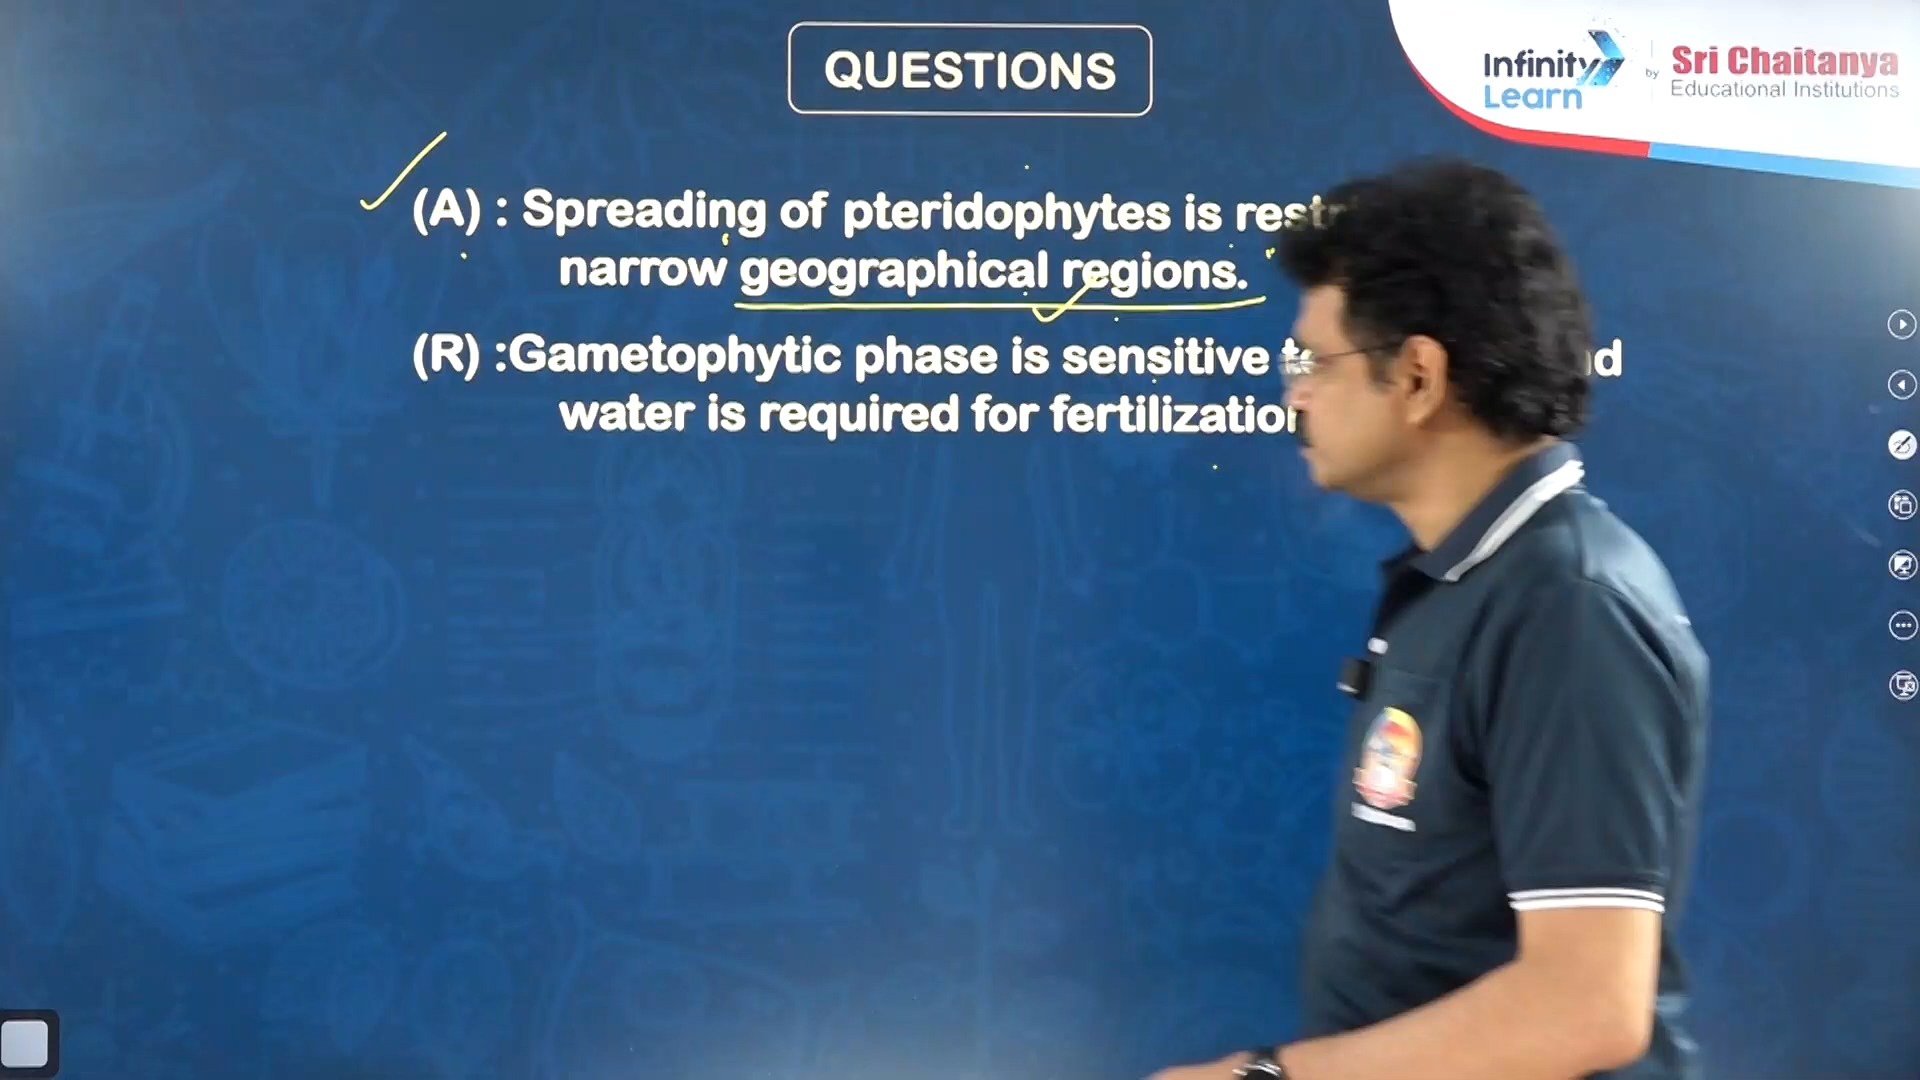 QUESTIONS
Infinity Learn
by
Sri Chaitanya
Educational Institutions
(A) : Spreading of pteridophytes is
narrow geographical regions.
(R) :Gametophytic phase is sensitive
water is required for fertilization